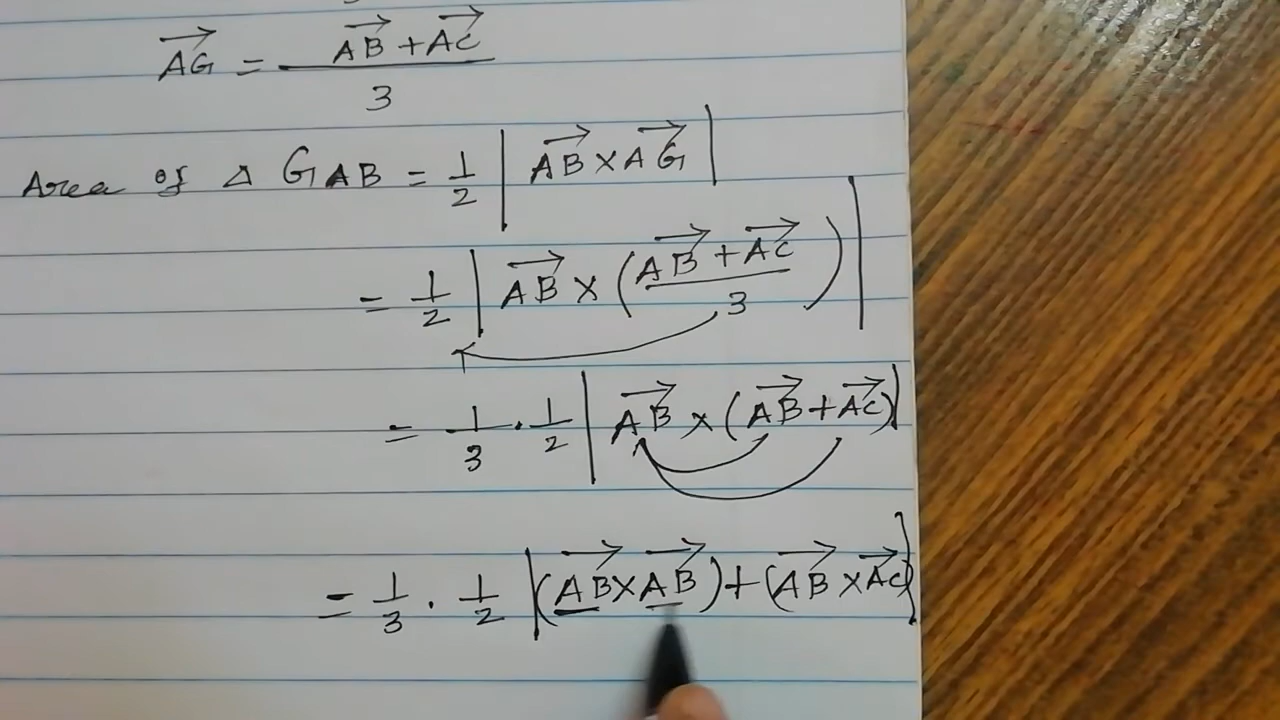 →AG = (→AB + →AC) / 3
Area of Δ GAB = 1/2 | →AB × →AG |
= 1/2 | →AB × ( (→AB + →AC) / 3 ) |
= 1/3 · 1/2 | →AB × (→AB + →AC) |
= 1/3 · 1/2 | (→AB × →AB) + (→AB × →AC) |